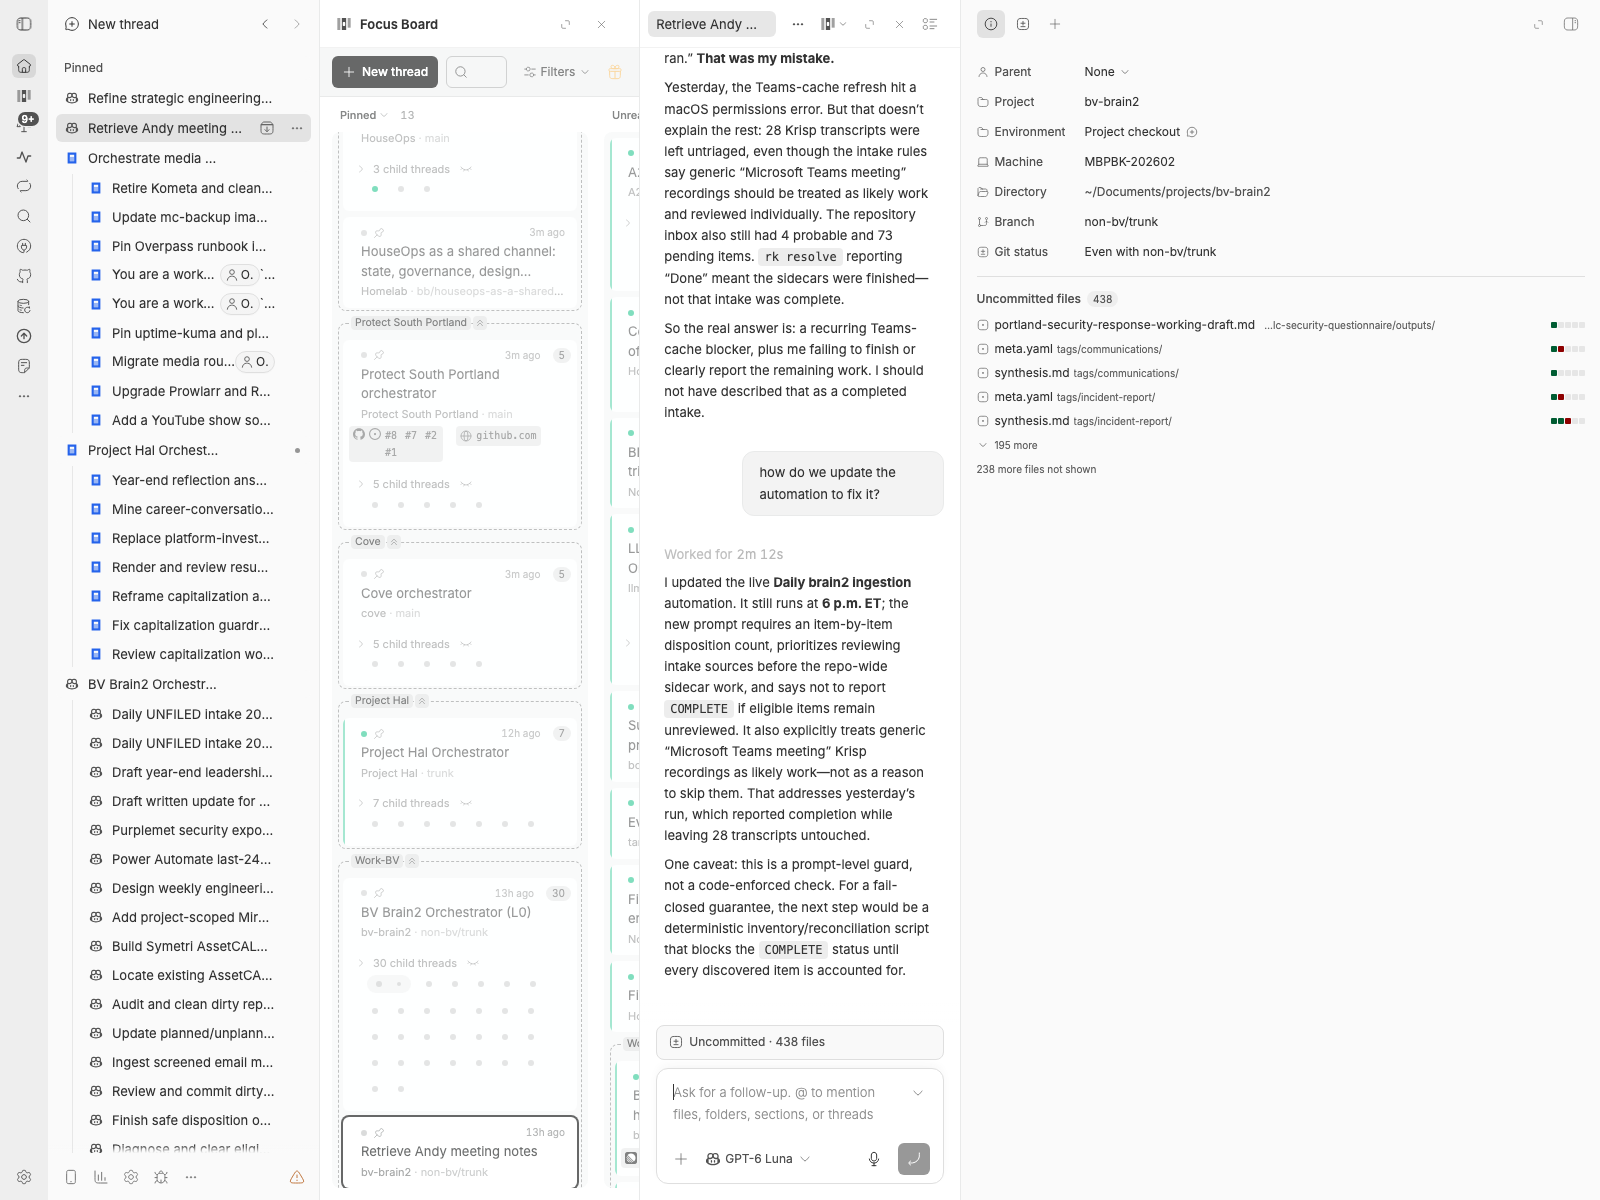 New thread
Pinned
Refine strategic engineering...
Retrieve Andy meeting ...
9+
Orchestrate media ...
Retire Kometa and clean...
Update mc-backup ima...
Pin Overpass runbook i...
You are a work... O. `...
You are a work... O. `...
Pin uptime-kuma and pl...
Migrate media rou... O.
Upgrade Prowlarr and R...
Add a YouTube show so...
Project Hal Orchest...
Year-end reflection ans...
Mine career-conversatio...
Replace platform-invest...
Render and review resu...
Reframe capitalization a...
Fix capitalization guardr...
Review capitalization wo...
BV Brain2 Orchestr...
Daily UNFILED intake 20...
Daily UNFILED intake 20...
Draft year-end leadershi...
Draft written update for ...
Purplemet security expo...
Power Automate last-24...
Design weekly engineeri...
Add project-scoped Mir...
Build Symetri AssetCAL...
Locate existing AssetCA...
Audit and clean dirty rep...
Update planned/unplann...
Ingest screened email m...
Review and commit dirty...
Finish safe disposition o...
Diagnose and clear eligi...
Focus Board
New thread
Filters
Pinned 13
HouseOps · main
3 child threads
3m ago
HouseOps as a shared channel:
state, governance, design...
Homelab · bb/houseops-as-a-shared...
Protect South Portland
3m ago 5
Protect South Portland
orchestrator
Protect South Portland · main
#8 #7 #2
#1
github.com
5 child threads
Cove
3m ago 5
Cove orchestrator
cove · main
5 child threads
Project Hal
12h ago 7
Project Hal Orchestrator
Project Hal · trunk
7 child threads
Work-BV
13h ago 30
BV Brain2 Orchestrator (L0)
bv-brain2 · non-bv/trunk
30 child threads
13h ago
Retrieve Andy meeting notes
bv-brain2 · non-bv/trunk
Unrea
Retrieve Andy ...
ran.” That was my mistake.
Yesterday, the Teams-cache refresh hit a
macOS permissions error. But that doesn’t
explain the rest: 28 Krisp transcripts were
left untriaged, even though the intake rules
say generic “Microsoft Teams meeting”
recordings should be treated as likely work
and reviewed individually. The repository
inbox also still had 4 probable and 73
pending items. rk resolve reporting
“Done” meant the sidecars were finished—
not that intake was complete.
So the real answer is: a recurring Teams-
cache blocker, plus me failing to finish or
clearly report the remaining work. I should
not have described that as a completed
intake.
how do we update the
automation to fix it?
Worked for 2m 12s
I updated the live Daily brain2 ingestion
automation. It still runs at 6 p.m. ET; the
new prompt requires an item-by-item
disposition count, prioritizes reviewing
intake sources before the repo-wide
sidecar work, and says not to report
COMPLETE if eligible items remain
unreviewed. It also explicitly treats generic
“Microsoft Teams meeting” Krisp
recordings as likely work—not as a reason
to skip them. That addresses yesterday’s
run, which reported completion while
leaving 28 transcripts untouched.
One caveat: this is a prompt-level guard,
not a code-enforced check. For a fail-
closed guarantee, the next step would be a
deterministic inventory/reconciliation script
that blocks the COMPLETE status until
every discovered item is accounted for.
Uncommitted · 438 files
Ask for a follow-up. @ to mention
files, folders, sections, or threads
GPT-6 Luna
Parent None
Project bv-brain2
Environment Project checkout
Machine MBPBK-202602
Directory ~/Documents/projects/bv-brain2
Branch non-bv/trunk
Git status Even with non-bv/trunk
Uncommitted files 438
portland-security-response-working-draft.md ...lc-security-questionnaire/outputs/
meta.yaml tags/communications/
synthesis.md tags/communications/
meta.yaml tags/incident-report/
synthesis.md tags/incident-report/
195 more
238 more files not shown